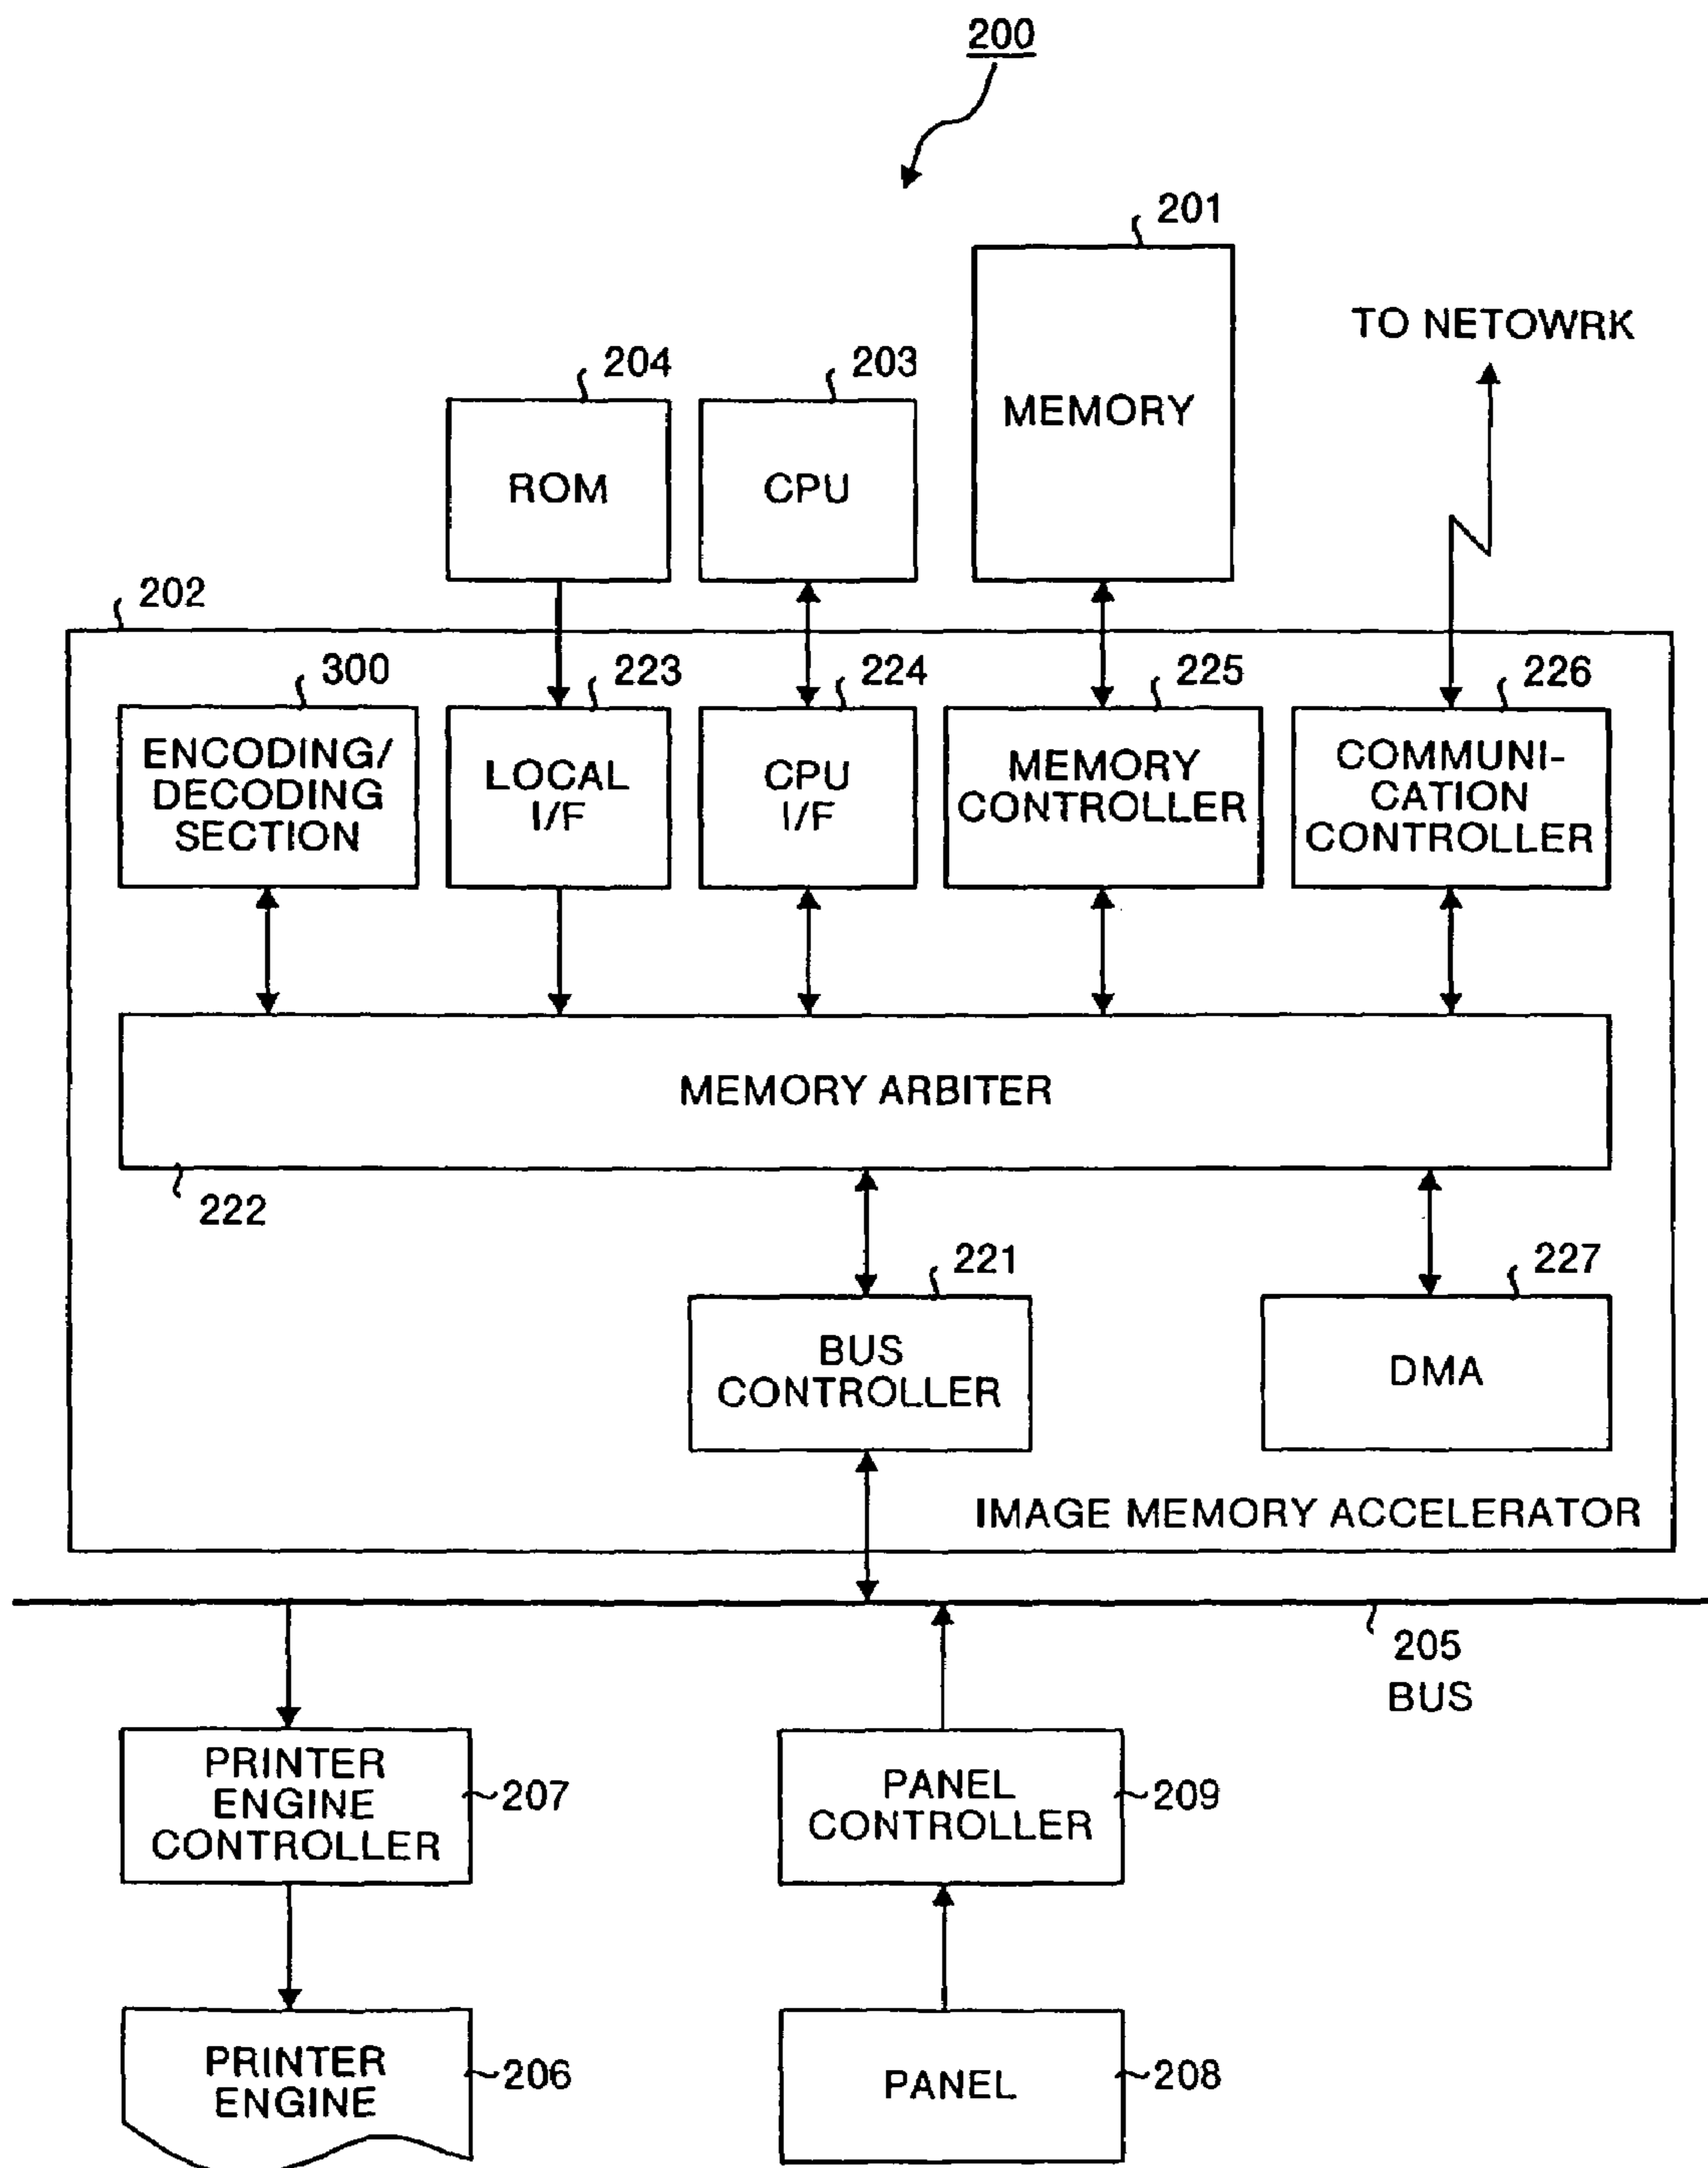 200
201
TO NETOWRK
204
203
MEMORY
ROM
CPU
202
300
223
224
225
226
ENCODING/
DECODING
SECTION
LOCAL
I/F
CPU
I/F
MEMORY
CONTROLLER
COMMUNI-
CATION
CONTROLLER
MEMORY ARBITER
222
221
227
BUS
CONTROLLER
DMA
IMAGE MEMORY ACCELERATOR
205
BUS
PRINTER
ENGINE
CONTROLLER
207
PANEL
CONTROLLER
209
PRINTER
ENGINE
206
PANEL
208